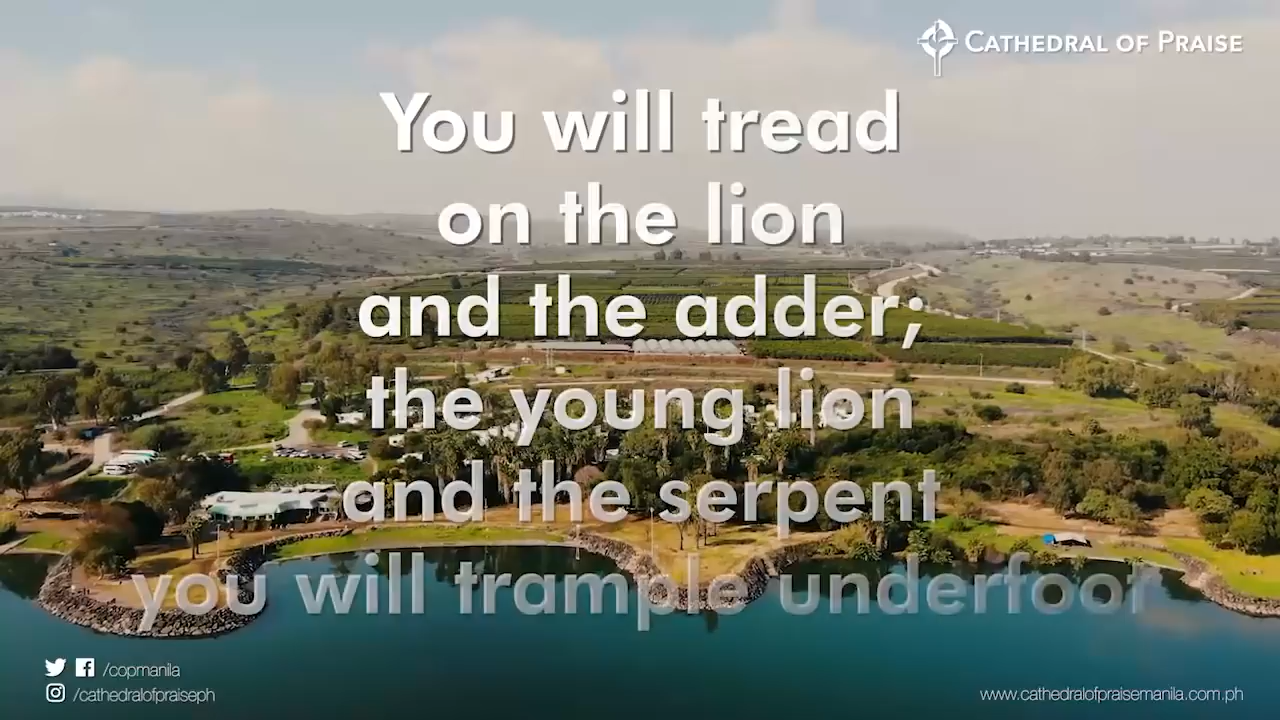 CATHEDRAL OF PRAISE
You will tread
on the lion
and the adder;
the young lion
and the serpent
you will trample underfoot
/copmanila
/cathedralofpraiseph
www.cathedralofpraisemanila.com.ph